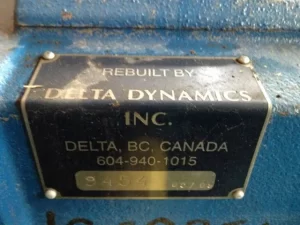 REBUILT BY
DELTA DYNAMICS
INC.
DELTA, BC, CANADA
604-940-1015